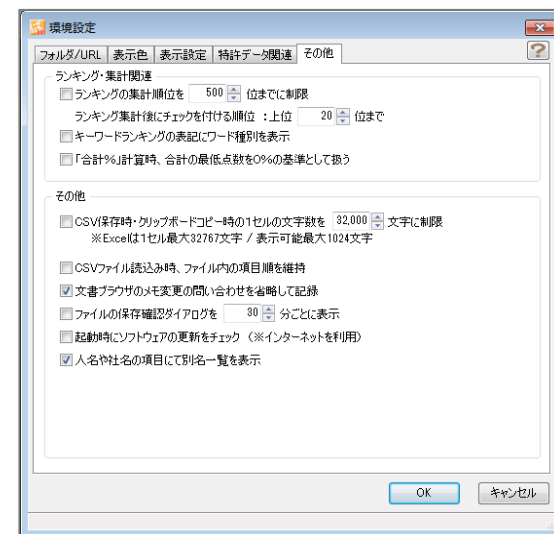 環境設定
フォルダ/URL 表示色 表示設定 特許データ関連 その他
ランキング・集計関連
ランキングの集計順位を 500 位までに制限
ランキング集計後にチェックを付ける順位 ：上位 20 位まで
キーワードランキングの表記にワード種別を表示
「合計%」計算時、合計の最低点数を0%の基準として扱う
その他
CSV保存時・クリップボードコピー時の1セルの文字数を 32,000 文字に制限
※Excelは1セル最大32767文字 / 表示可能最大1024文字
CSVファイル読込み時、ファイル内の項目順を維持
文書ブラウザのメモ変更の問い合わせを省略して記録
ファイルの保存確認ダイアログを 30 分ごとに表示
起動時にソフトウェアの更新をチェック （※インターネットを利用）
人名や社名の項目にて別名一覧を表示
OK キャンセル